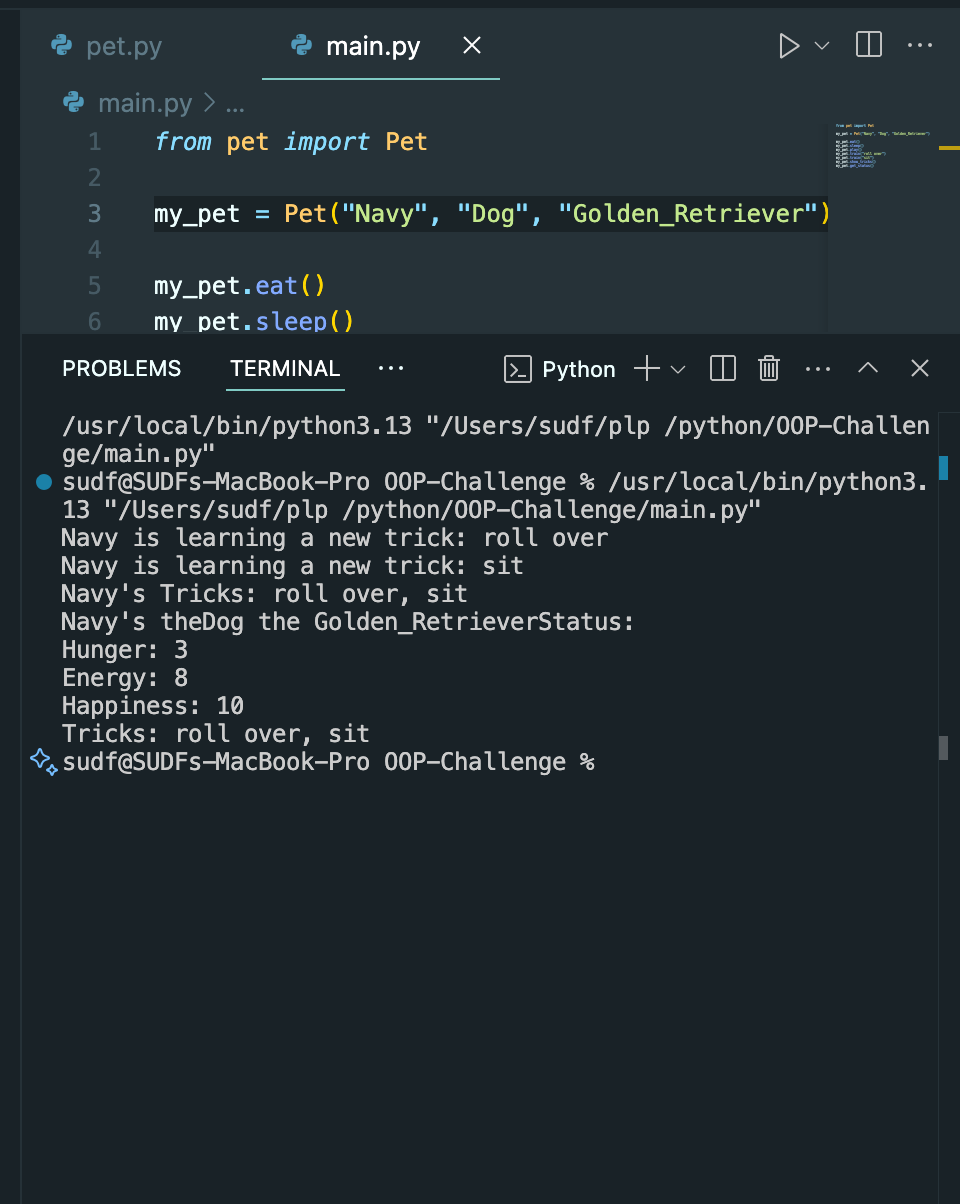 pet.py
main.py
main.py > ...
1 from pet import Pet
2
3 my_pet = Pet("Navy", "Dog", "Golden_Retriever")
4
5 my_pet.eat()
6 my_pet.sleep()
PROBLEMS TERMINAL ... Python
/usr/local/bin/python3.13 "/Users/sudf/plp /python/OOP-Challen
ge/main.py"
sudf@SUDFs-MacBook-Pro OOP-Challenge % /usr/local/bin/python3.
13 "/Users/sudf/plp /python/OOP-Challenge/main.py"
Navy is learning a new trick: roll over
Navy is learning a new trick: sit
Navy's Tricks: roll over, sit
Navy's theDog the Golden_RetrieverStatus:
Hunger: 3
Energy: 8
Happiness: 10
Tricks: roll over, sit
sudf@SUDFs-MacBook-Pro OOP-Challenge %